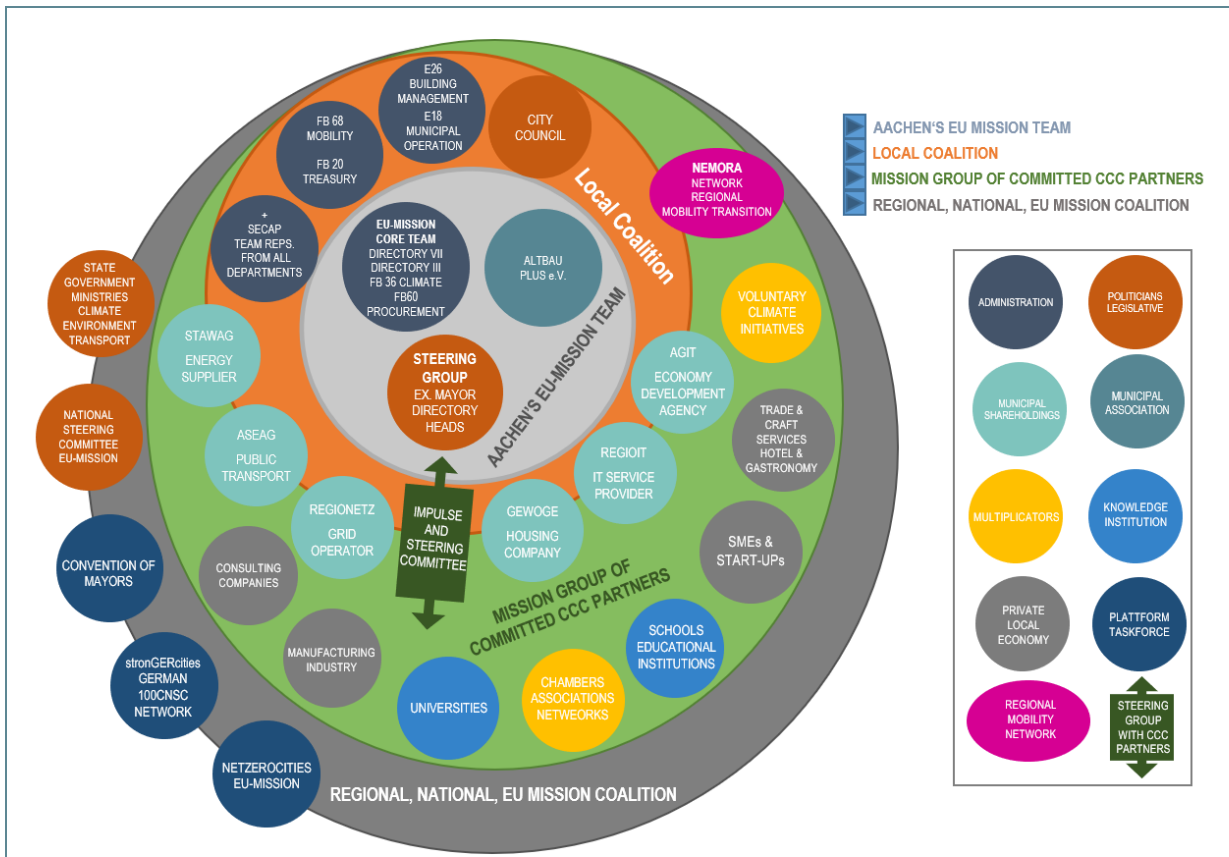 E26
BUILDING
MANAGEMENT
E18
MUNICIPAL
OPERATION
CITY
COUNCIL
FB 68
MOBILITY
FB 20
TREASURY
+
SECAP
TEAM REPS.
FROM ALL
DEPARTMENTS
Local Coalition
NEMORA
NETWORK
REGIONAL
MOBILITY TRANSITION
EU-MISSION
CORE TEAM
DIRECTORY VII
DIRECTORY III
FB 36 CLIMATE
FB60
PROCUREMENT
ALTBAU
PLUS e.V.
STEERING
GROUP
EX. MAYOR
DIRECTORY
HEADS
AACHEN'S EU-MISSION TEAM
STATE
GOVERNMENT
MINISTRIES
CLIMATE
ENVIRONMENT
TRANSPORT
NATIONAL
STEERING
COMMITTEE
EU-MISSION
CONVENTION OF
MAYORS
stronGERcities
GERMAN
100CNSC
NETWORK
NETZEROCITIES
EU-MISSION
STAWAG
ENERGY
SUPPLIER
ASEAG
PUBLIC
TRANSPORT
REGIONETZ
GRID
OPERATOR
IMPULSE
AND
STEERING
COMMITTEE
GEWOGE
HOUSING
COMPANY
REGIOIT
IT SERVICE
PROVIDER
AGIT
ECONOMY
DEVELOPMENT
AGENCY
VOLUNTARY
CLIMATE
INITIATIVES
TRADE &
CRAFT
SERVICES
HOTEL &
GASTRONOMY
SMEs &
START-UPs
SCHOOLS
EDUCATIONAL
INSTITUTIONS
CHAMBERS
ASSOCIATIONS
NETWEORKS
UNIVERSITIES
MANUFACTURING
INDUSTRY
CONSULTING
COMPANIES
MISSION GROUP OF
COMMITTED CCC PARTNERS
REGIONAL, NATIONAL, EU MISSION COALITION
AACHEN'S EU MISSION TEAM
LOCAL COALITION
MISSION GROUP OF COMMITTED CCC PARTNERS
REGIONAL, NATIONAL, EU MISSION COALITION
ADMINISTRATION
POLITICIANS
LEGISLATIVE
MUNICIPAL
SHAREHOLDINGS
MUNICIPAL
ASSOCIATION
MULTIPLICATORS
KNOWLEDGE
INSTITUTION
PRIVATE
LOCAL
ECONOMY
PLATTFORM
TASKFORCE
REGIONAL
MOBILITY
NETWORK
STEERING
GROUP
WITH CCC
PARTNERS